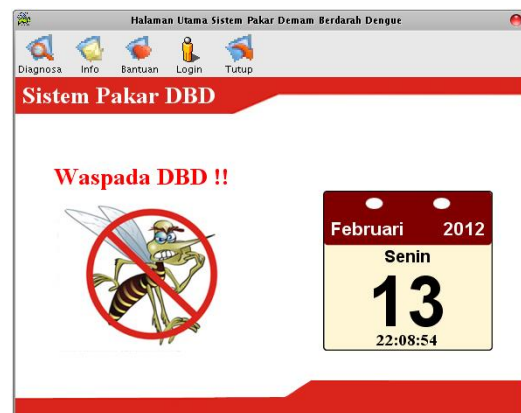 Halaman Utama Sistem Pakar Demam Berdarah Dengue
Diagnosa Info Bantuan Login Tutup
Sistem Pakar DBD
Waspada DBD !!
Februari 2012
Senin
13
22:08:54